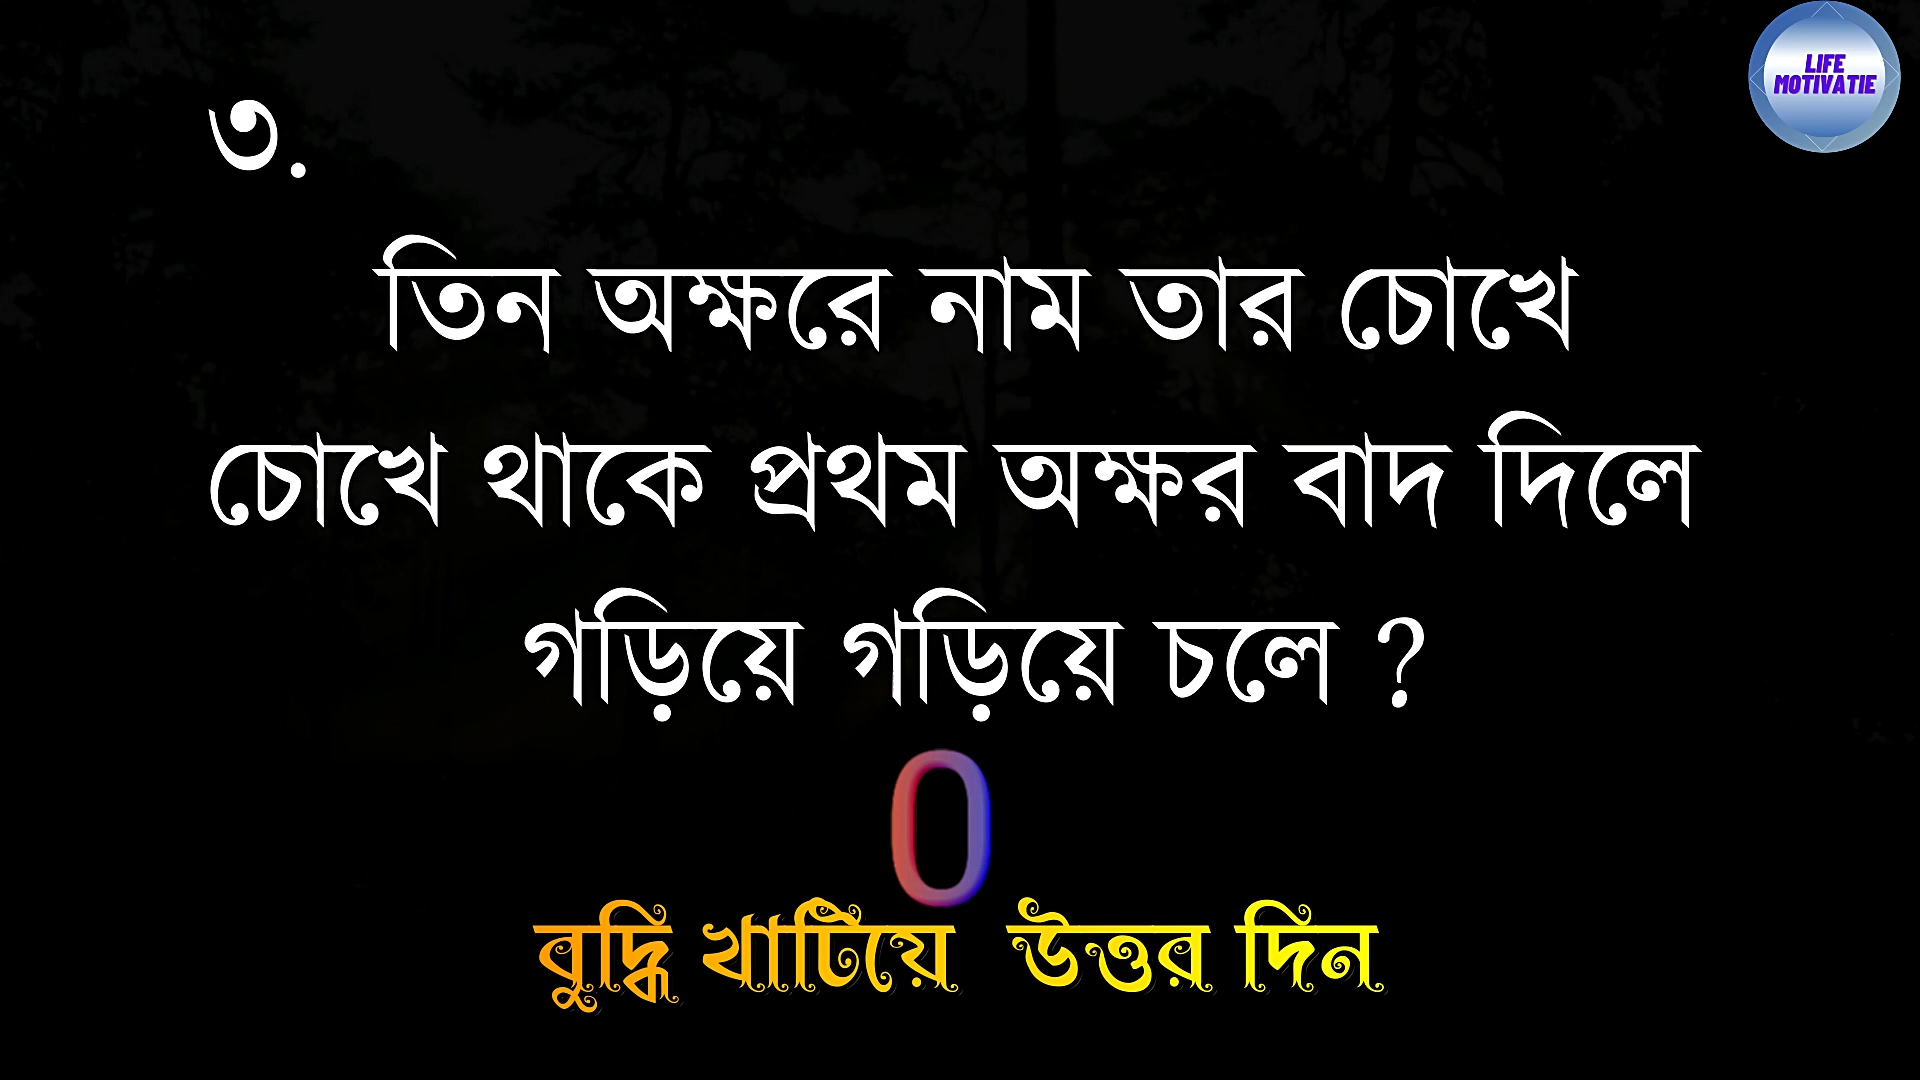 LIFE
MOTIVATIE
৩.
তিন অক্ষরে নাম তার চোখে
চোখে থাকে প্রথম অক্ষর বাদ দিলে
গড়িয়ে গড়িয়ে চলে ?
0
বুদ্ধি খাটিয়ে উত্তর দিন